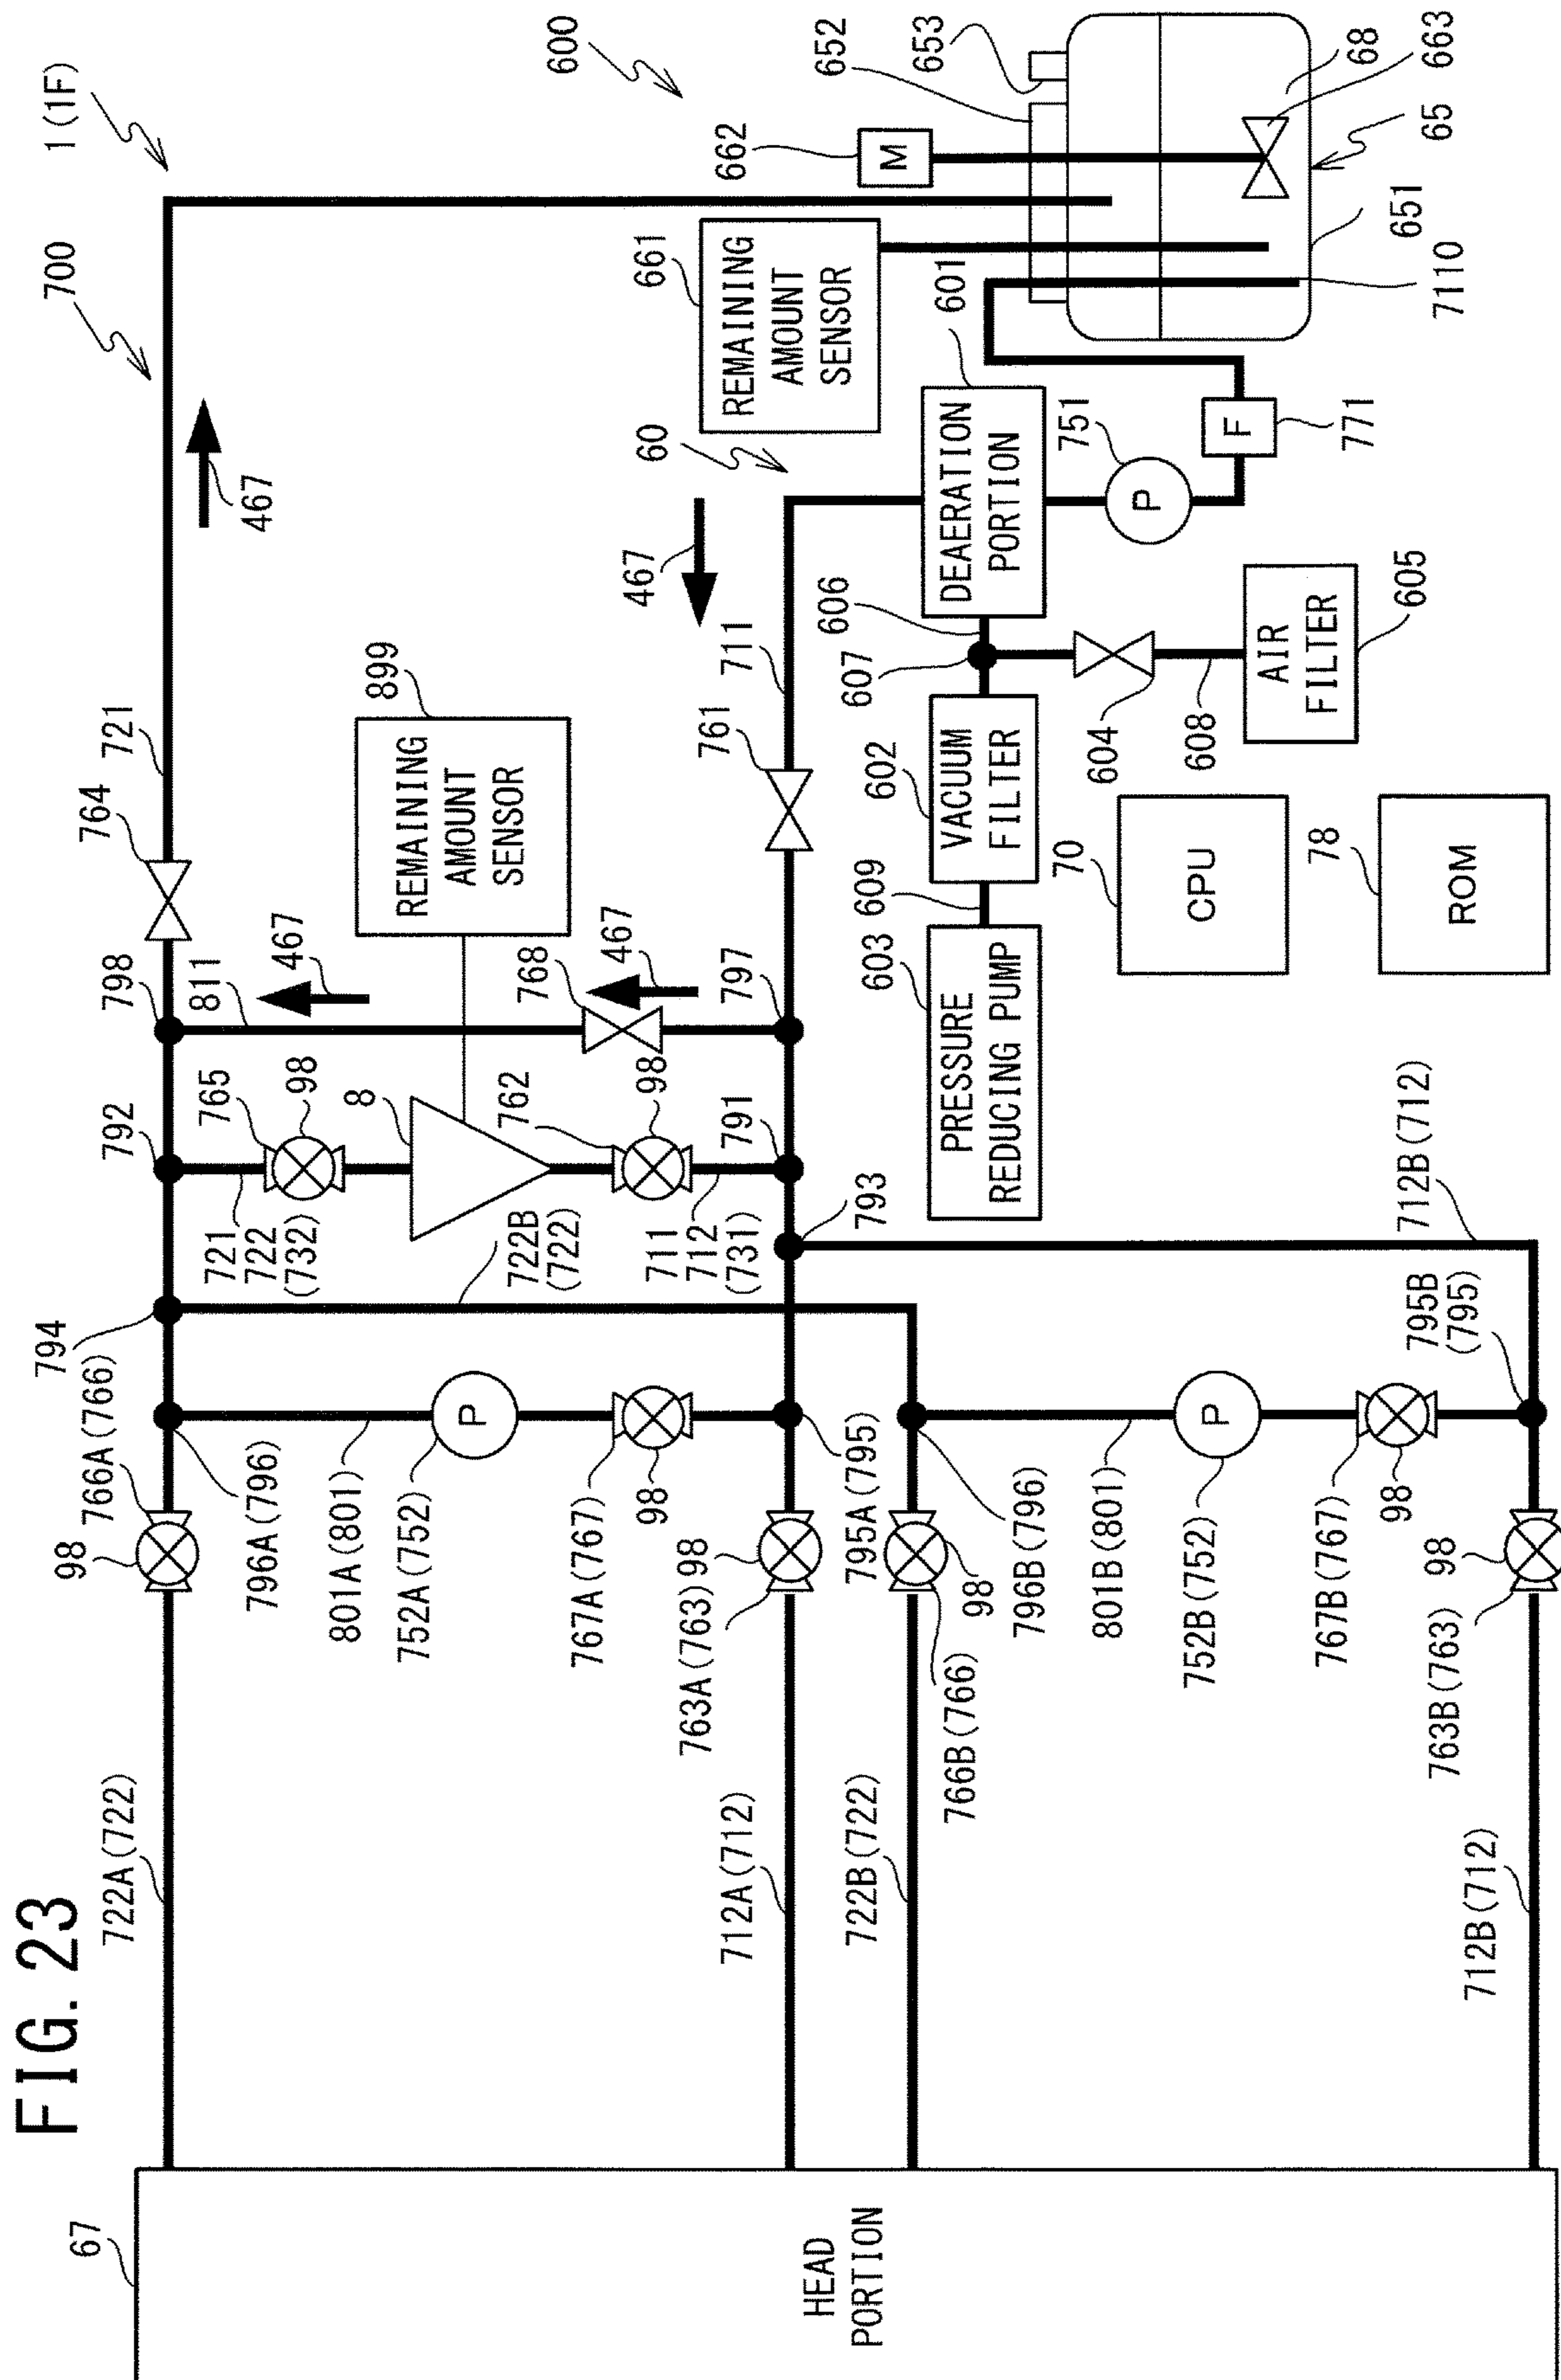 FIG. 23
1(1F)
700
600
60
467
467
467
467
721
764
798
811
792
765
98
8
762
98
768
797
791
793
794
721
722
(732)
722B
(722)
711
712
(731)
899
REMAINING
AMOUNT
SENSOR
661
REMAINING
AMOUNT
SENSOR
662
M
652
653
68
663
65
651
7110
601
DEAERATION
PORTION
751
P
F
771
711
761
606
607
602
VACUUM
FILTER
604
608
AIR
FILTER
605
609
603
PRESSURE
REDUCING PUMP
70
CPU
78
ROM
712B(712)
795B
(795)
766A(766)
98
796A(796)
801A(801)
752A(752)
P
767A(767)
98
763A(763)
98
795A(795)
766B(766)
98
796B(796)
801B(801)
752B(752)
P
767B(767)
98
763B(763)
98
722A(722)
712A(712)
722B(722)
712B(712)
67
HEAD
PORTION